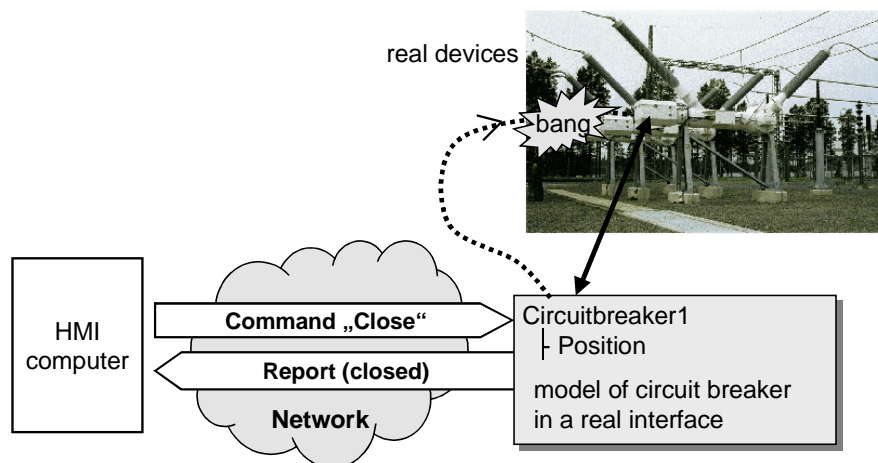 real devices
bang
HMI
computer
Command „Close“
Report (closed)
Network
Circuitbreaker1
Position
model of circuit breaker
in a real interface